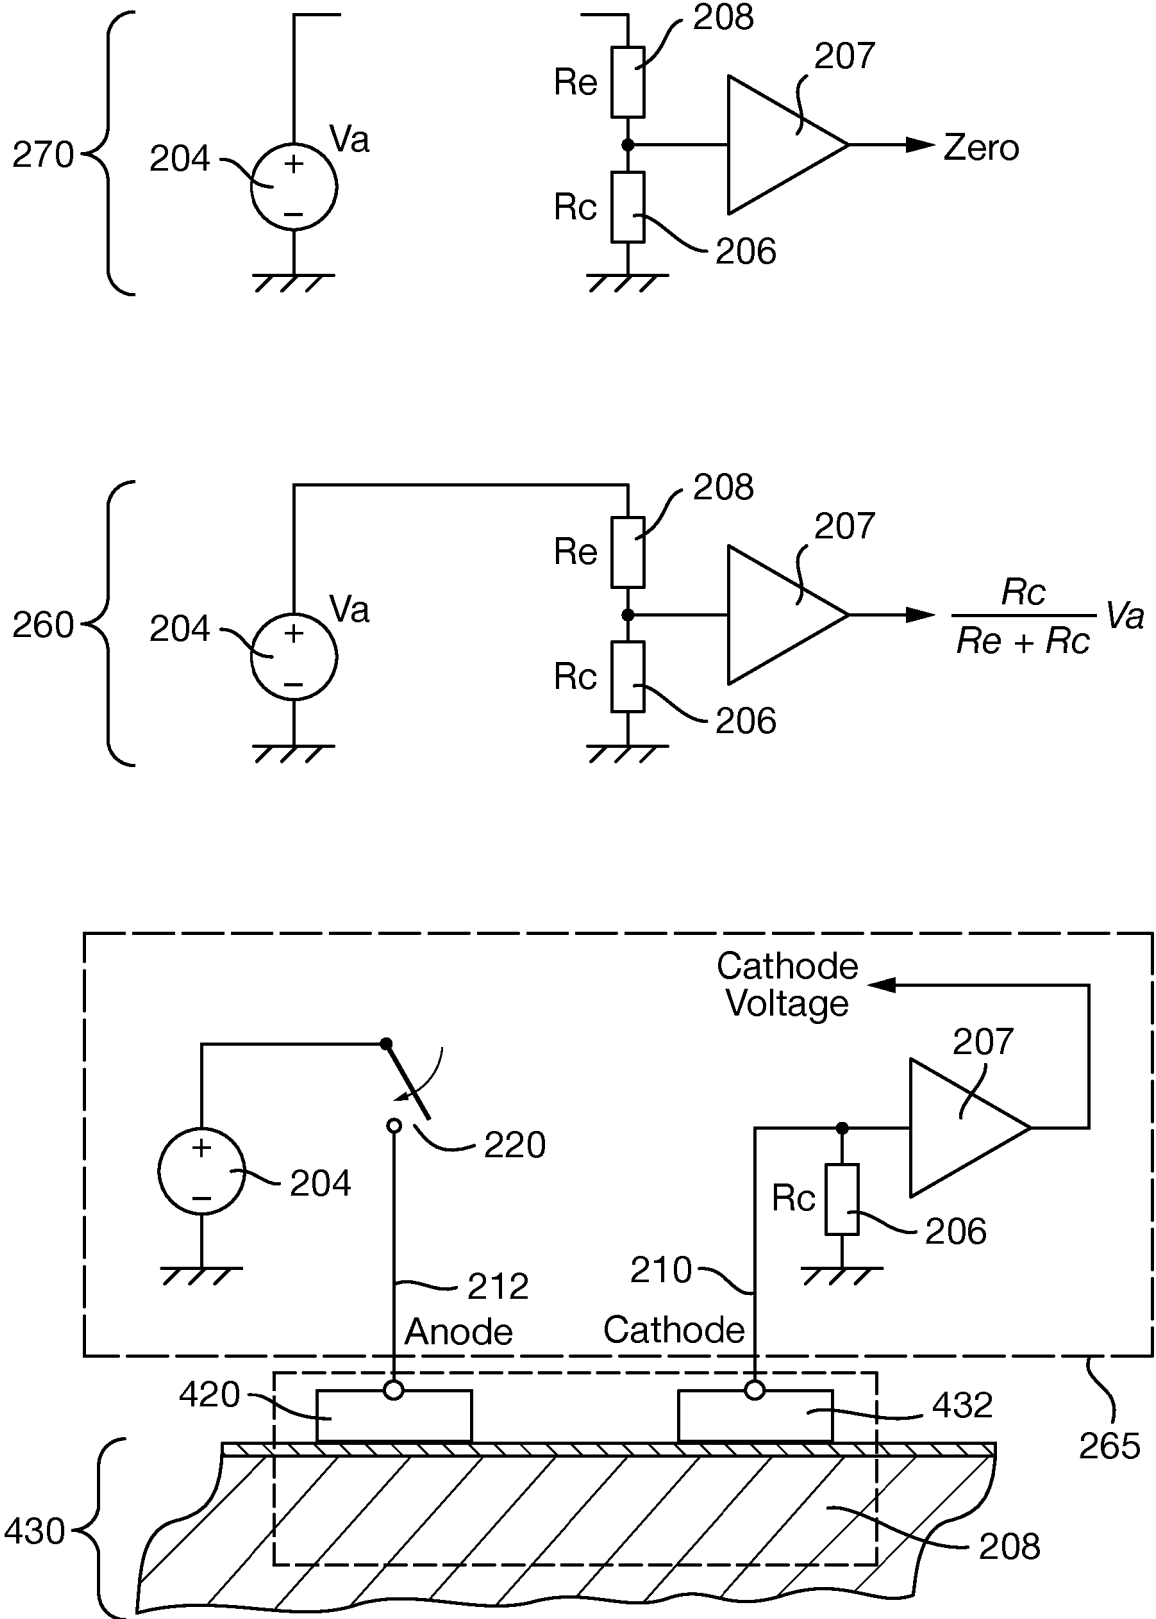 208
207
Re
Va
270
204
+
−
Zero
Rc
206
208
207
Re
Va
260
204
+
−
Rc
Re + Rc
Va
Rc
206
Cathode
Voltage
207
220
+
−
204
Rc
206
210
212
Anode
Cathode
420
432
265
430
208